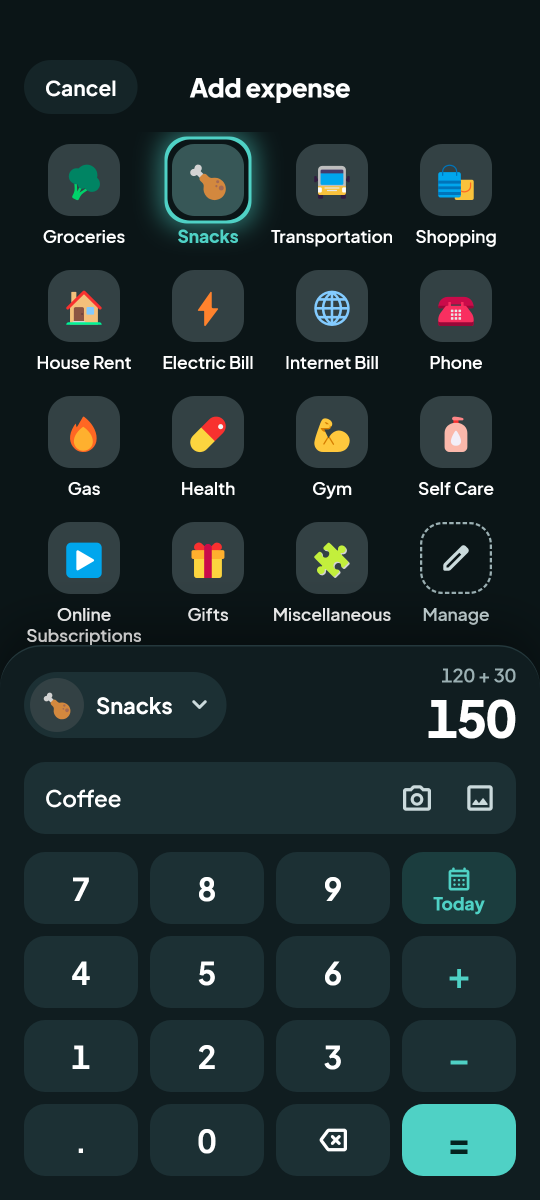 Cancel
Add expense
Groceries
Snacks
Transportation
Shopping
House Rent
Electric Bill
Internet Bill
Phone
Gas
Health
Gym
Self Care
Online
Subscriptions
Gifts
Miscellaneous
Manage
Snacks
120 + 30
150
Coffee
7
8
9
Today
4
5
6
+
1
2
3
−
.
0
=